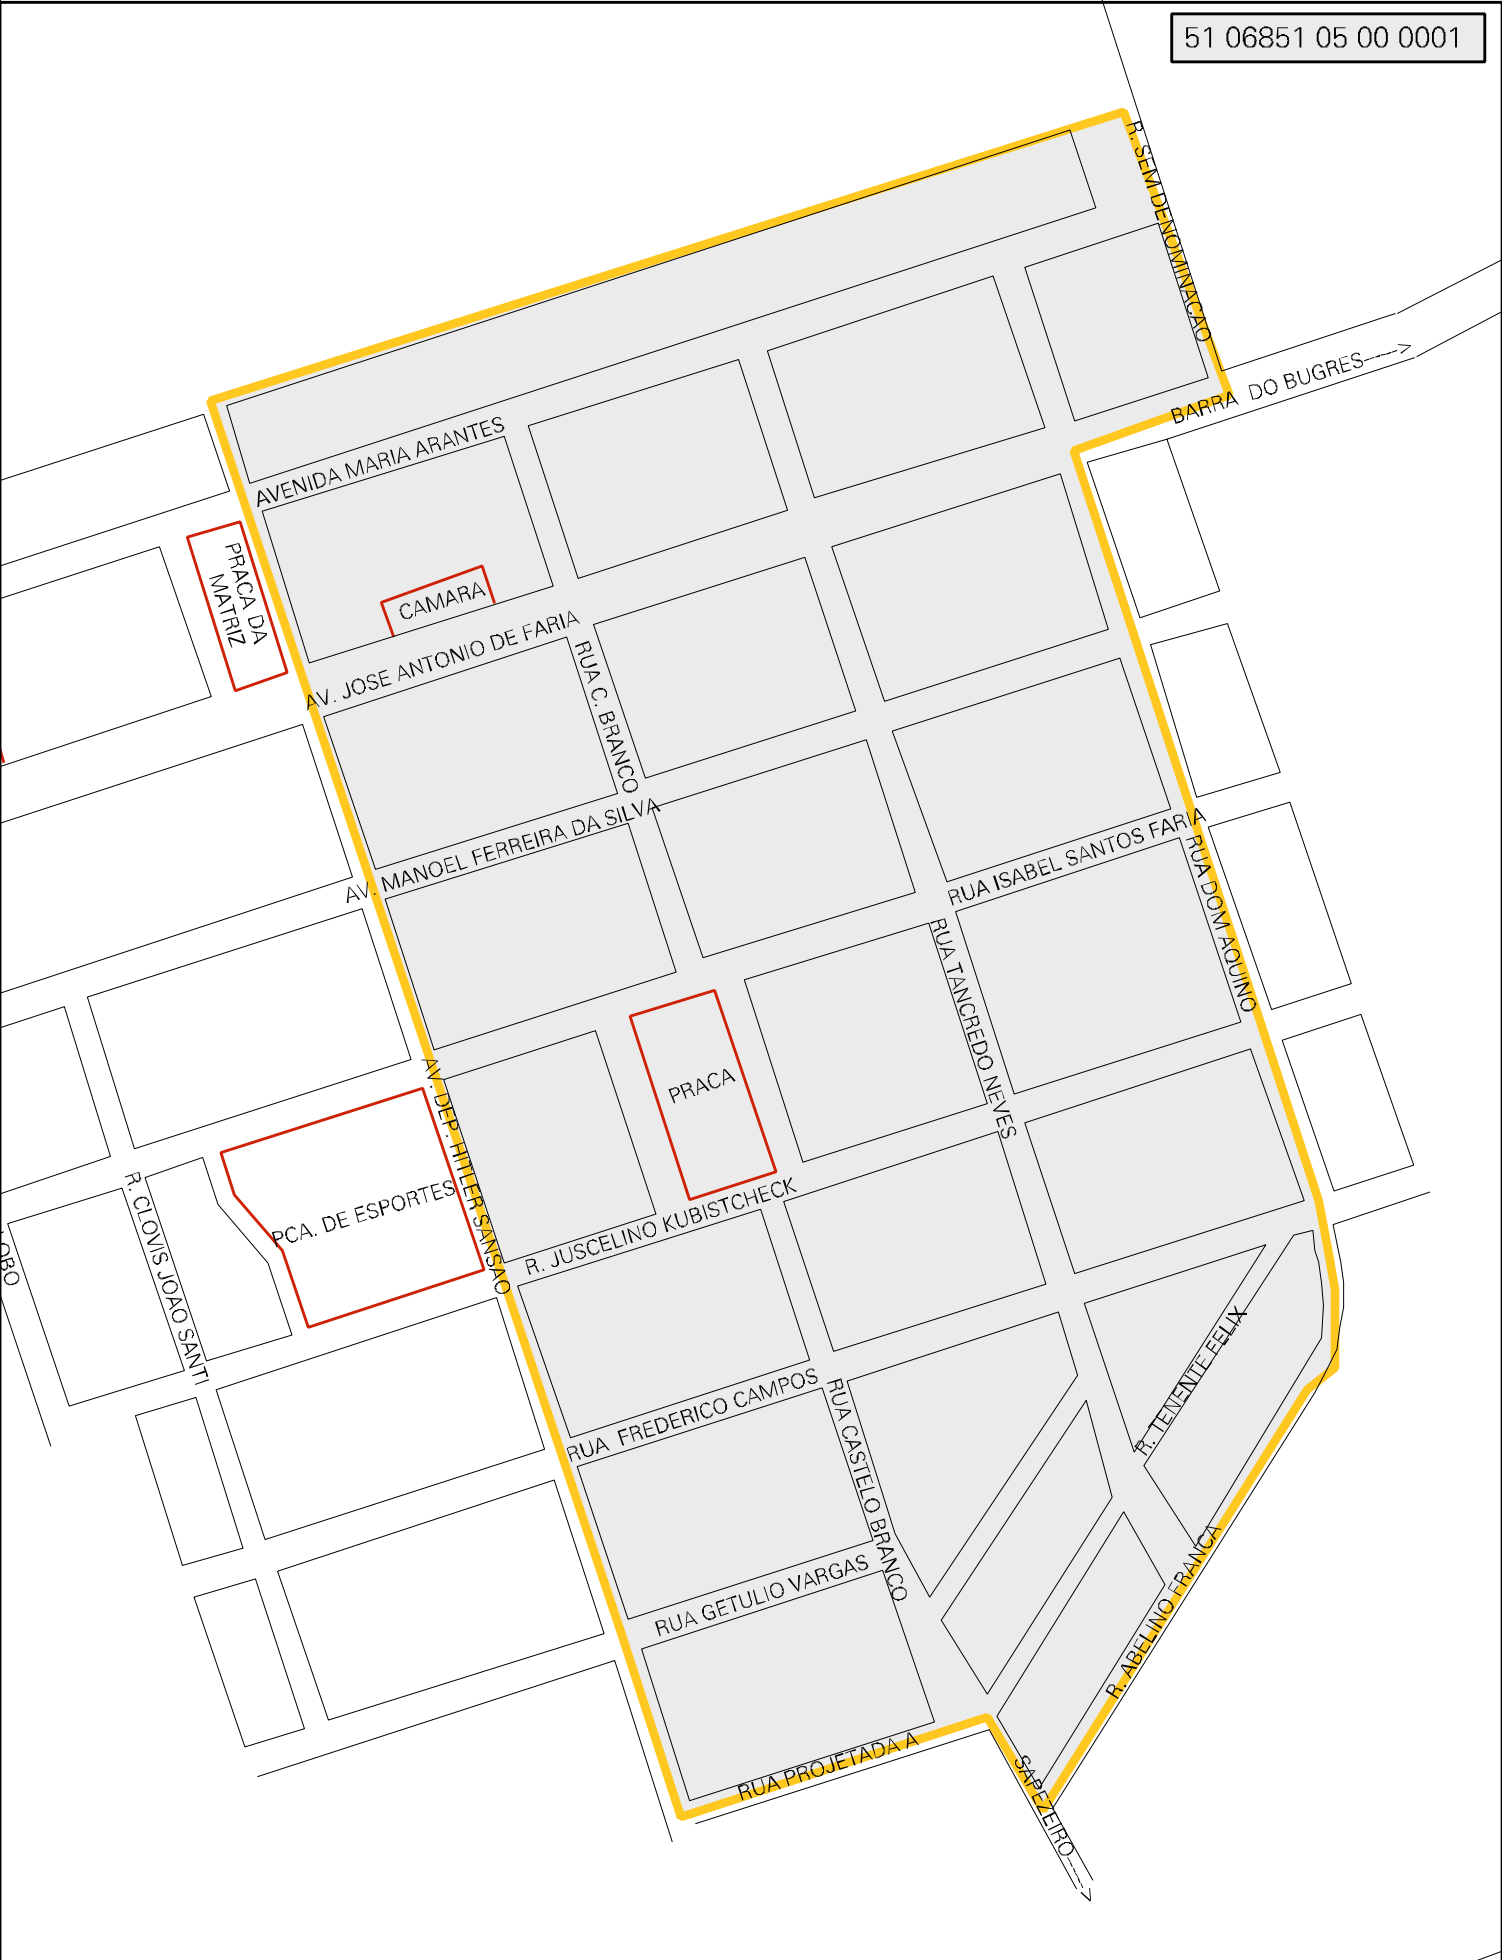 51 06851 05 00 0001
R. SEM DENOMINACAO
BARRA DO BUGRES----->
AVENIDA MARIA ARANTES
PRACA DA
MATRIZ
CAMARA
AV. JOSE ANTONIO DE FARIA
RUA C. BRANCO
AV. MANOEL FERREIRA DA SILVA
RUA ISABEL SANTOS FARIA
RUA DOM AQUINO
RUA TANCREDO NEVES
PRACA
AV. DEP. HITLER SANSAO
R. CLOVIS JOAO SANTI
PCA. DE ESPORTES
R. JUSCELINO KUBISTCHECK
OBO
R. TENENTE FELIX
RUA FREDERICO CAMPOS
RUA CASTELO BRANCO
R. ABELINO FRANCA
RUA GETULIO VARGAS
RUA PROJETADA A
SAPEZEIRO----->